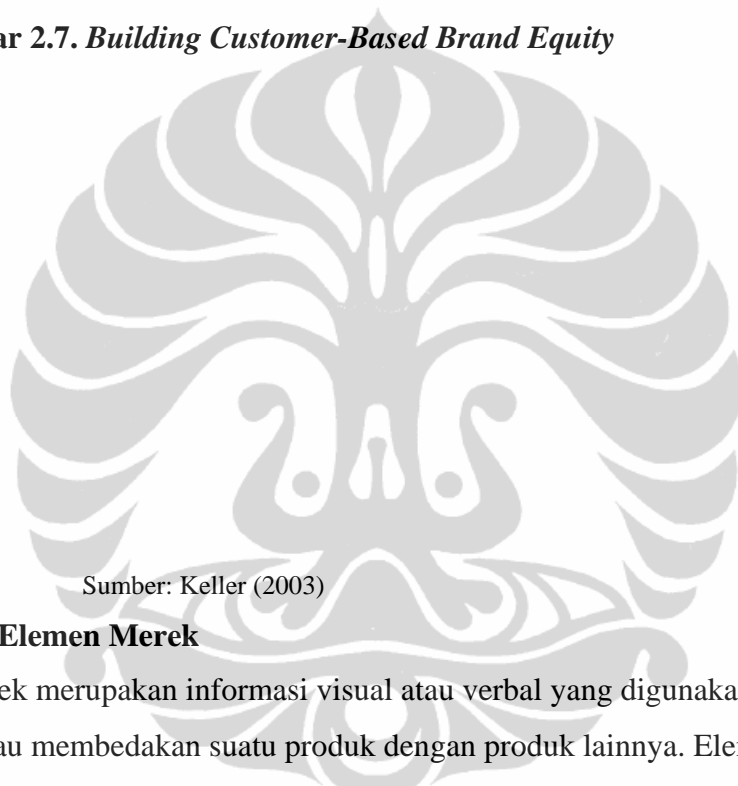 ar 2.7. Building Customer-Based Brand Equity
Sumber: Keller (2003)
Elemen Merek
ek merupakan informasi visual atau verbal yang digunaka
au membedakan suatu produk dengan produk lainnya. Eler